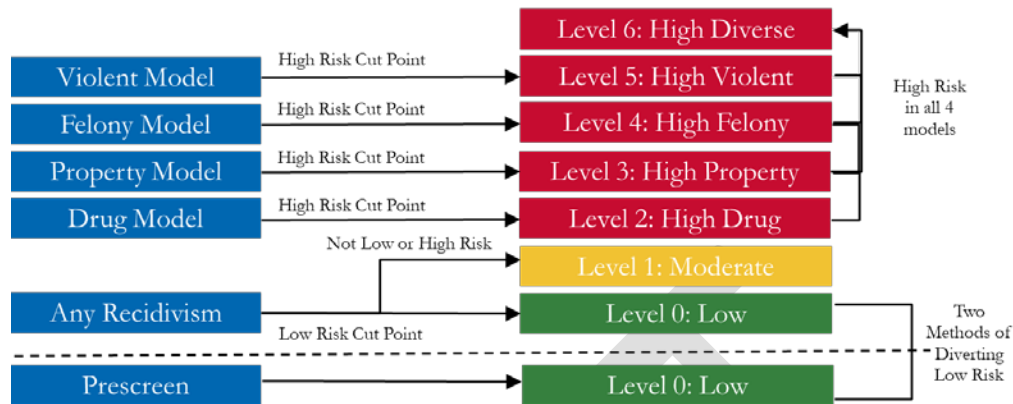 Level 6: High Diverse
Violent Model
High Risk Cut Point
Level 5: High Violent
Felony Model
High Risk Cut Point
Level 4: High Felony
High Risk
in all 4
models
Property Model
High Risk Cut Point
Level 3: High Property
Drug Model
High Risk Cut Point
Level 2: High Drug
Not Low or High Risk
Level 1: Moderate
Any Recidivism
Low Risk Cut Point
Level 0: Low
Two
Methods of
Diverting
Low Risk
Prescreen
Level 0: Low